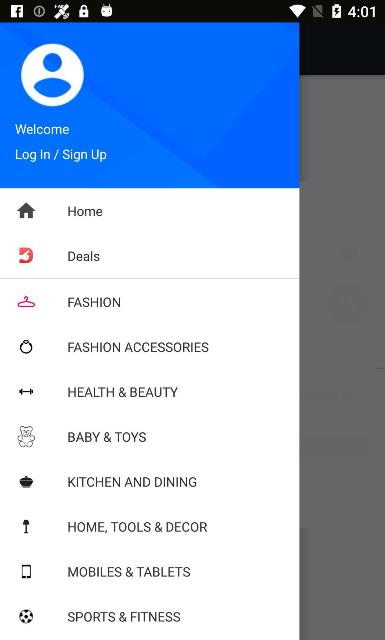 4:01
Welcome
Log In / Sign Up
Home
Deals
FASHION
FASHION ACCESSORIES
HEALTH & BEAUTY
BABY & TOYS
KITCHEN AND DINING
HOME, TOOLS & DECOR
MOBILES & TABLETS
SPORTS & FITNESS